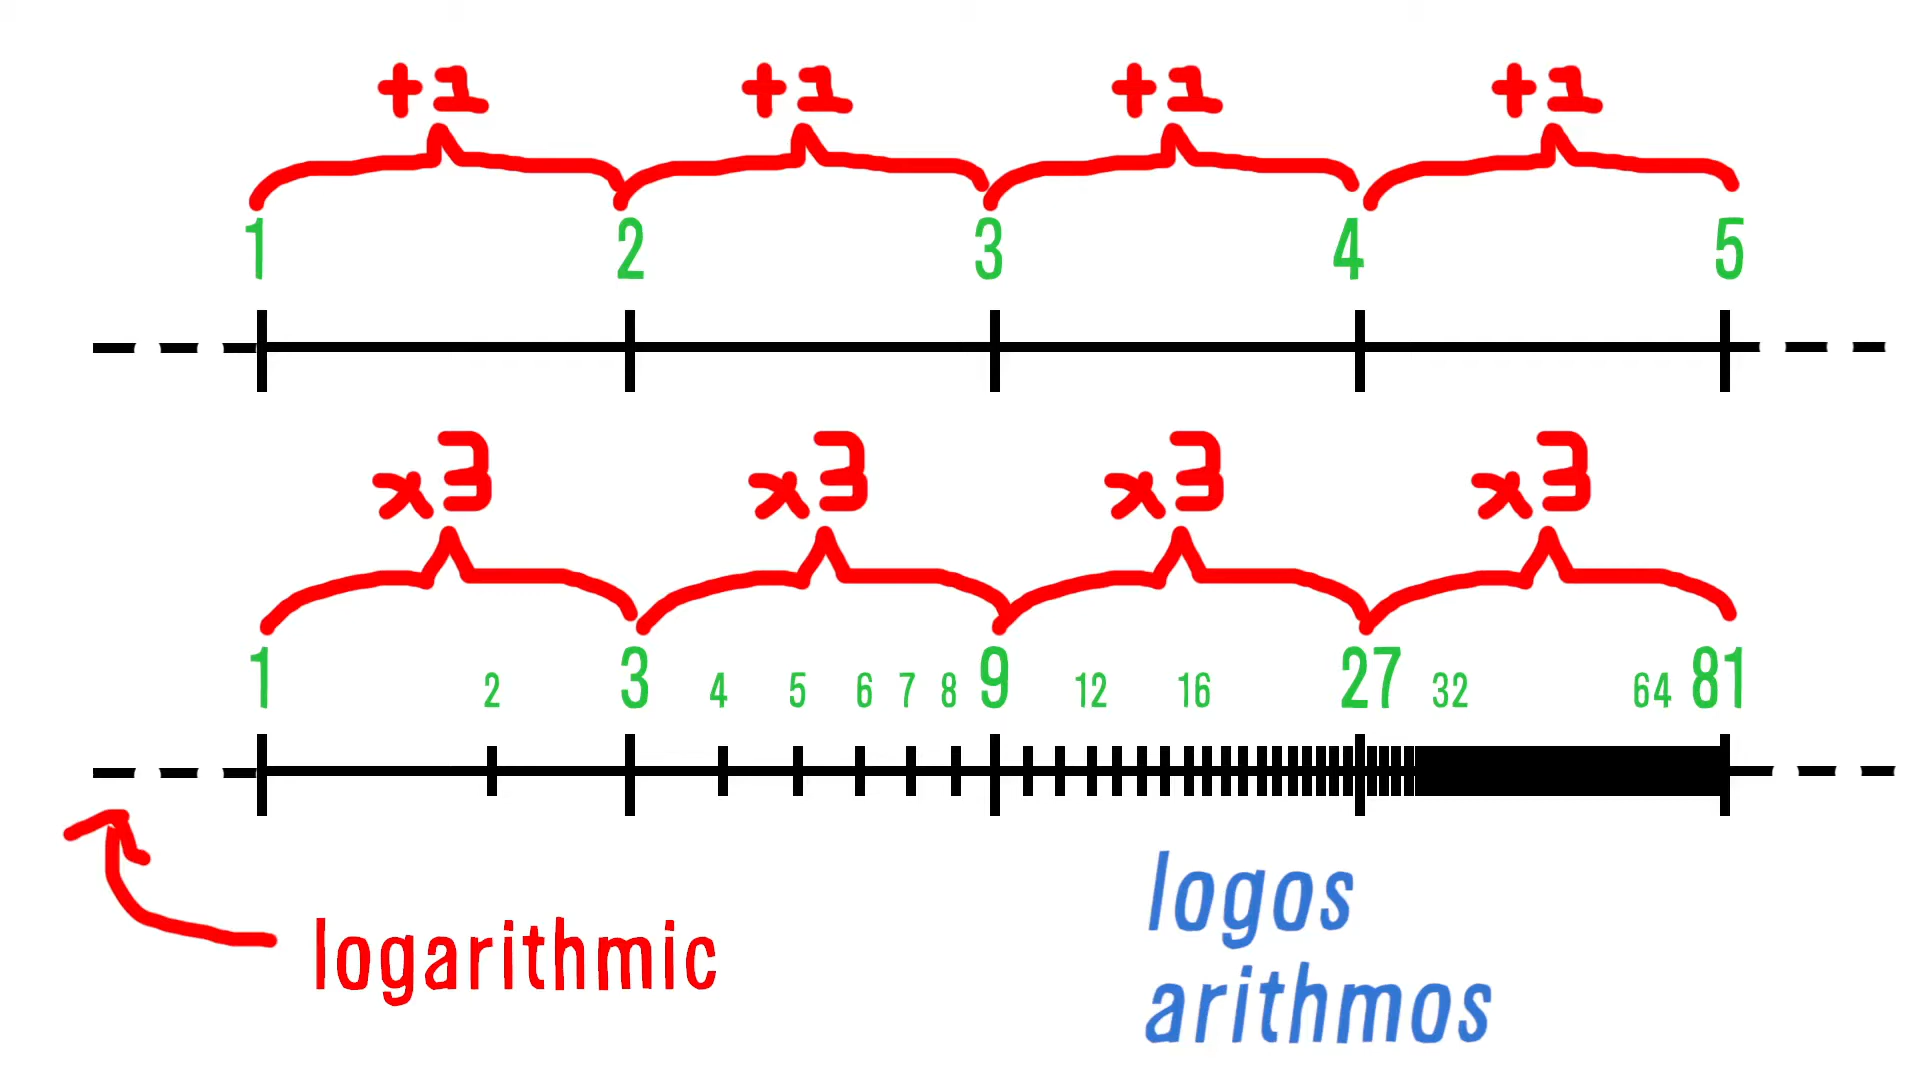 +1 +1 +1 +1
1 2 3 4 5
x3 x3 x3 x3
1 2 3 4 5 6 7 8 9 12 16 27 32 64 81
logarithmic
logos
arithmos